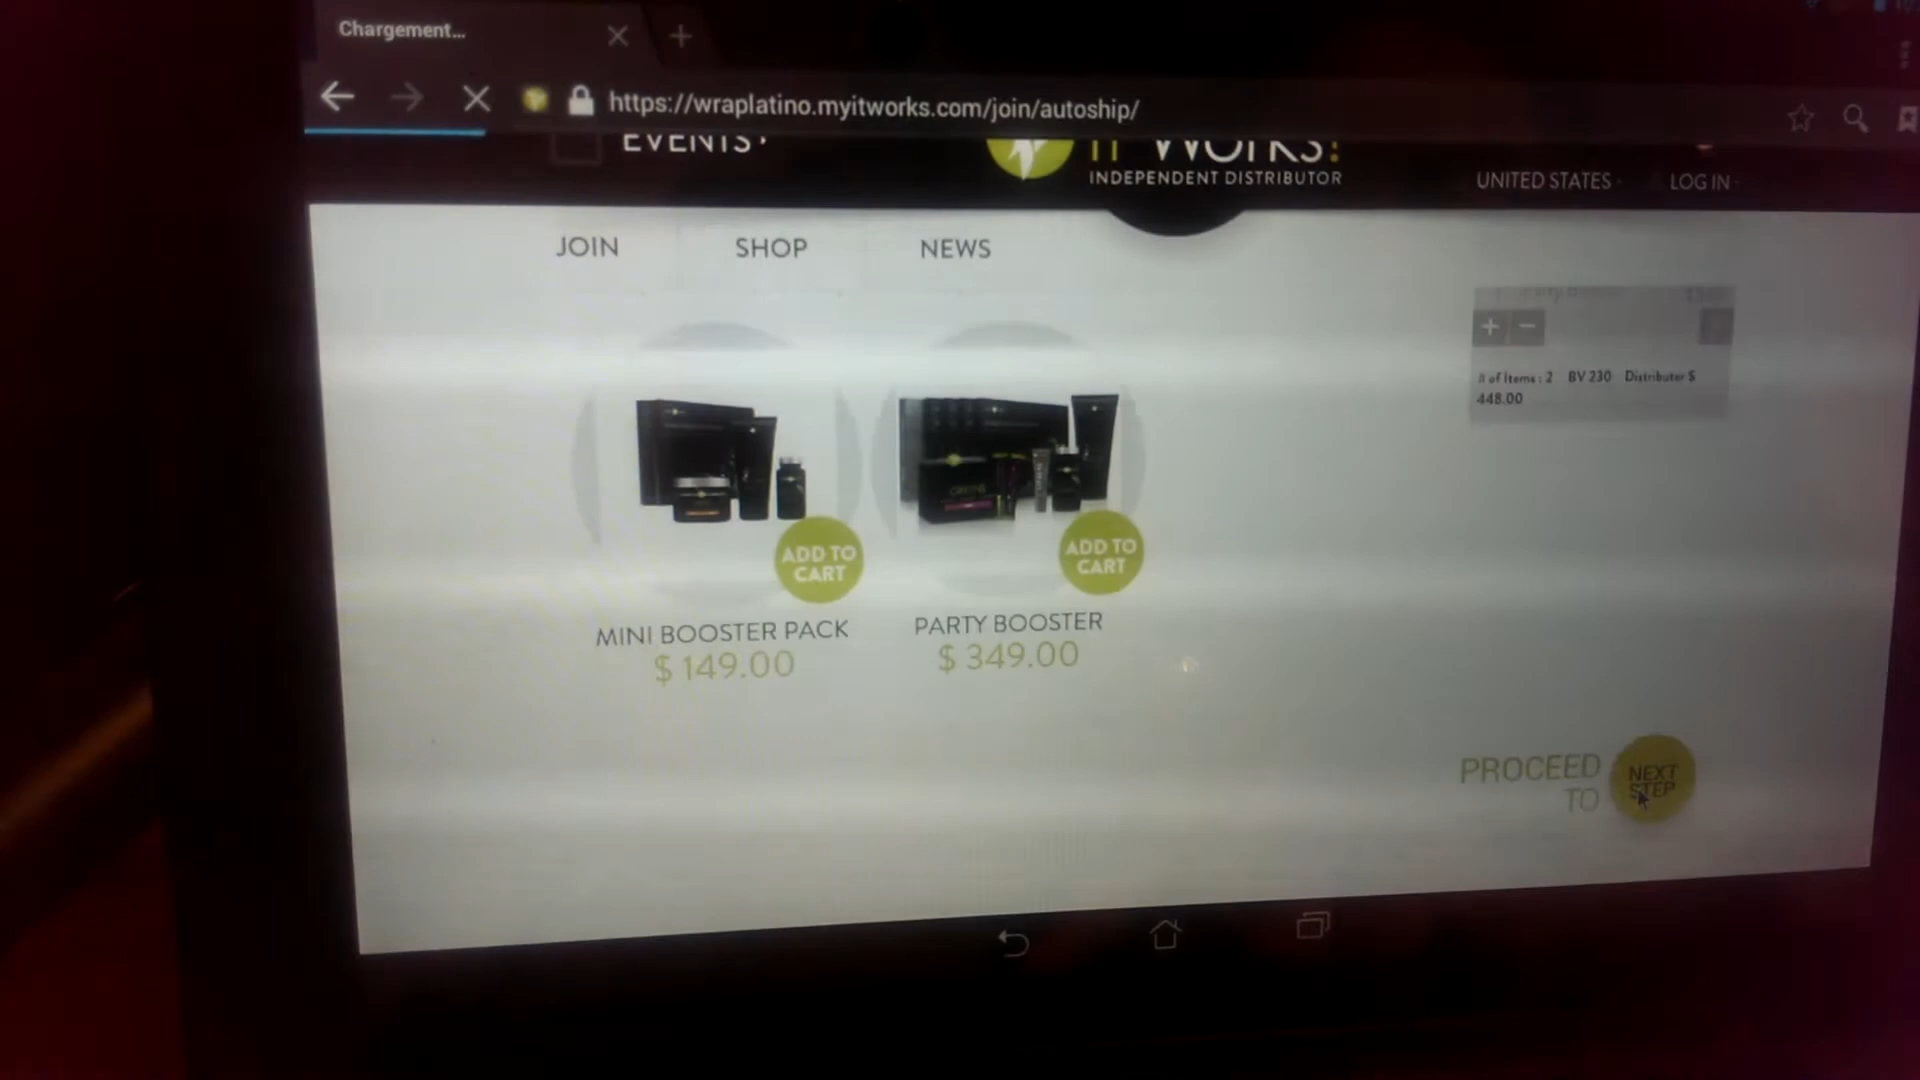 Chargement...
https://wraplatino.myitworks.com/join/autoship/
EVENTS
IT WORKS!
INDEPENDENT DISTRIBUTOR
UNITED STATES
LOG IN
JOIN
SHOP
NEWS
+ −
# of Items : 2 BV 230 Distributor $
448.00
ADD TO
CART
ADD TO
CART
MINI BOOSTER PACK
$ 149.00
PARTY BOOSTER
$ 349.00
PROCEED
TO
NEXT
STEP